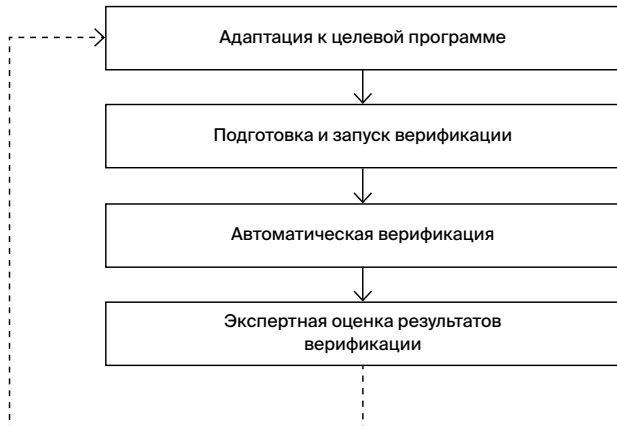 Адаптация к целевой программе
Подготовка и запуск верификации
Автоматическая верификация
Экспертная оценка результатов
верификации